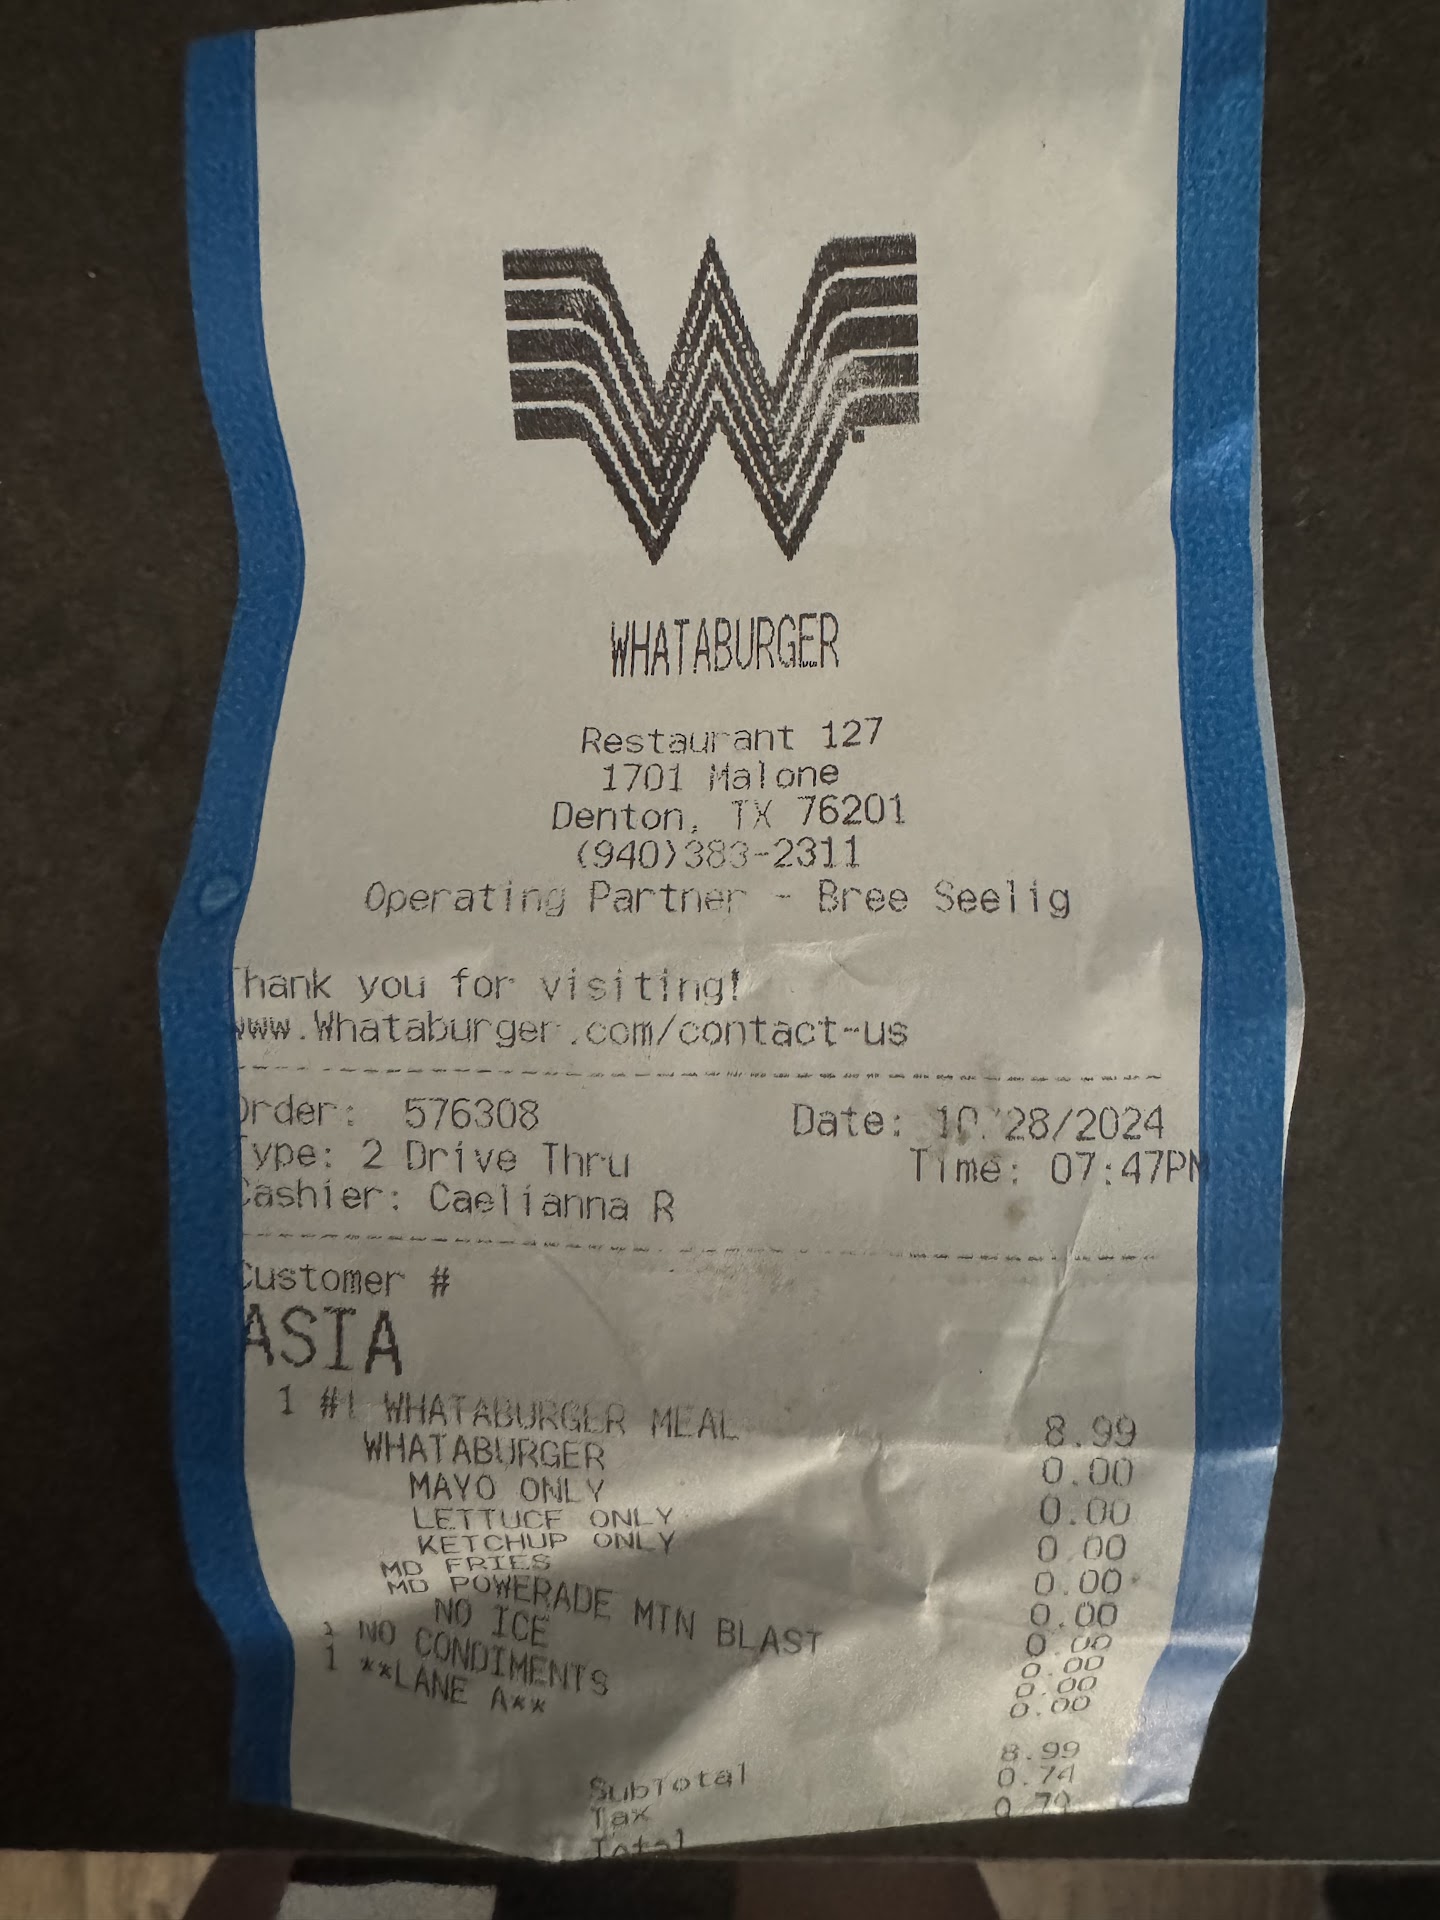 WHATABURGER
Restaurant 127
1701 Malone
Denton, TX 76201
(940)383-2311
Operating Partner - Bree Seelig
Thank you for visiting!
www.Whataburger.com/contact-us
Order: 576308 Date: 10/28/2024
Type: 2 Drive Thru Time: 07:47PM
Cashier: Caelianna R
Customer #
ASIA
1 #1 WHATABURGER MEAL 8.99
WHATABURGER 0.00
MAYO ONLY 0.00
LETTUCE ONLY 0.00
KETCHUP ONLY 0.00
MD FRIES 0.00
MD POWERADE MTN BLAST 0.00
NO ICE 0.00
1 NO CONDIMENTS 0.00
1 **LANE A** 0.00
SubTotal 8.99
Tax 0.74
Total